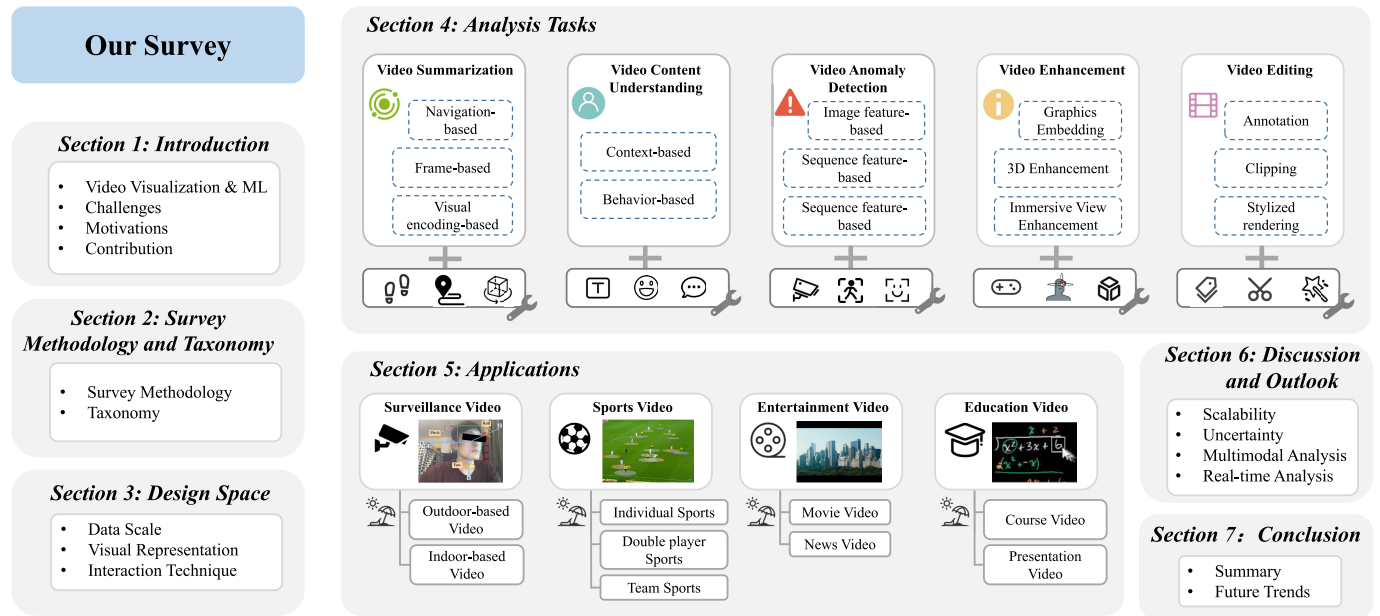 Our Survey
Section 1: Introduction
• Video Visualization & ML
• Challenges
• Motivations
• Contribution
Section 2: Survey
Methodology and Taxonomy
• Survey Methodology
• Taxonomy
Section 3: Design Space
• Data Scale
• Visual Representation
• Interaction Technique
Section 4: Analysis Tasks
Video Summarization
Navigation-
based
Frame-based
Visual
encoding-based
Video Content
Understanding
Context-based
Behavior-based
Video Anomaly
Detection
Image feature-
based
Sequence feature-
based
Sequence feature-
based
Video Enhancement
Graphics
Embedding
3D Enhancement
Immersive View
Enhancement
Video Editing
Annotation
Clipping
Stylized
rendering
T
Section 5: Applications
Surveillance Video
Outdoor-based
Video
Indoor-based
Video
Sports Video
Individual Sports
Double player
Sports
Team Sports
Entertainment Video
Movie Video
News Video
Education Video
x + 2
x²+3x+6
(x²+-x)
Course Video
Presentation
Video
Section 6: Discussion
and Outlook
• Scalability
• Uncertainty
• Multimodal Analysis
• Real-time Analysis
Section 7：Conclusion
• Summary
• Future Trends